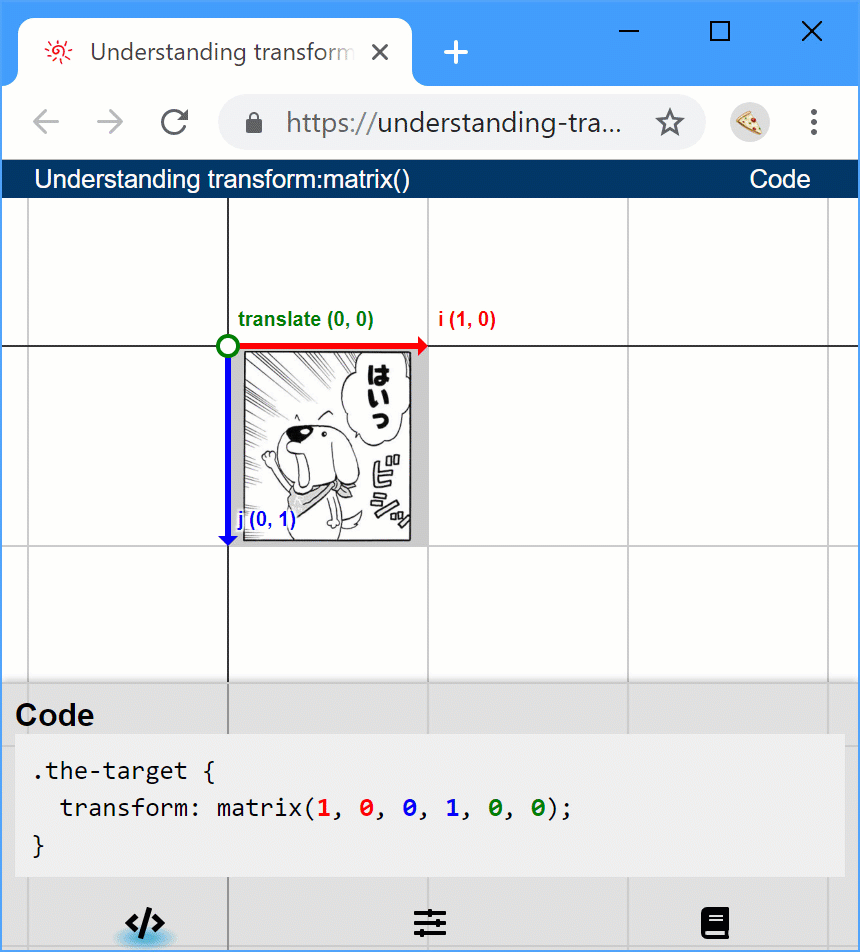 Understanding transform
https://understanding-tra...
Understanding transform:matrix()
Code
translate (0, 0)
i (1, 0)
はいっ
ビシッ
j (0, 1)
Code
.the-target {
  transform: matrix(1, 0, 0, 1, 0, 0);
}